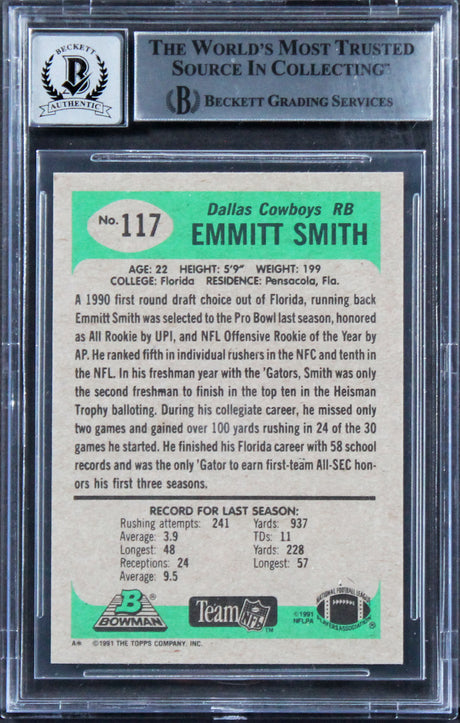 BECKETT
B
AUTHENTIC
THE WORLD'S MOST TRUSTED
SOURCE IN COLLECTING™
B BECKETT GRADING SERVICES
No. 117
Dallas Cowboys RB
EMMITT SMITH
AGE: 22 HEIGHT: 5'9" WEIGHT: 199
COLLEGE: Florida RESIDENCE: Pensacola, Fla.
A 1990 first round draft choice out of Florida, running back
Emmitt Smith was selected to the Pro Bowl last season, honored
as All Rookie by UPI, and NFL Offensive Rookie of the Year by
AP. He ranked fifth in individual rushers in the NFC and tenth in
the NFL. In his freshman year with the 'Gators, Smith was only
the second freshman to finish in the top ten in the Heisman
Trophy balloting. During his collegiate career, he missed only
two games and gained over 100 yards rushing in 24 of the 30
games he started. He finished his Florida career with 58 school
records and was the only 'Gator to earn first-team All-SEC hon-
ors his first three seasons.
RECORD FOR LAST SEASON:
Rushing attempts: 241 Yards: 937
Average: 3.9 TDs: 11
Longest: 48 Yards: 228
Receptions: 24 Longest: 57
Average: 9.5
B
BOWMAN
Team NFL™
©1991
NFLPA
NATIONAL FOOTBALL LEAGUE
PLAYERS ASSOCIATION
®
A* ©1991 THE TOPPS COMPANY, INC.